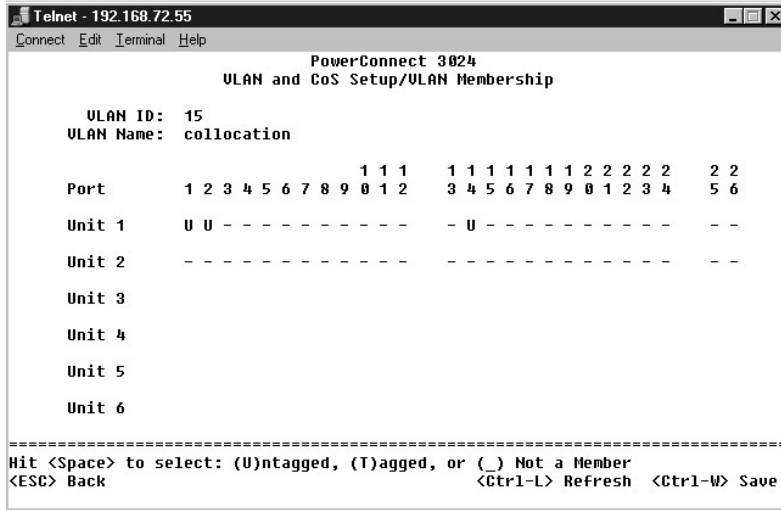 Telnet - 192.168.72.55
Connect Edit Terminal Help
PowerConnect 3024
VLAN and CoS Setup/VLAN Membership
VLAN ID: 15
VLAN Name: collocation
1 1 1 1 1 1 1 1 1 1 2 2 2 2 2 2 2
Port 1 2 3 4 5 6 7 8 9 0 1 2 3 4 5 6 7 8 9 0 1 2 3 4 5 6
Unit 1 U U - - - - - - - - - - - U - - - - - - - - - - - -
Unit 2 - - - - - - - - - - - - - - - - - - - - - - - - - -
Unit 3
Unit 4
Unit 5
Unit 6
================================================================================
Hit <Space> to select: (U)ntagged, (T)agged, or (_) Not a Member
<ESC> Back <Ctrl-L> Refresh <Ctrl-W> Save